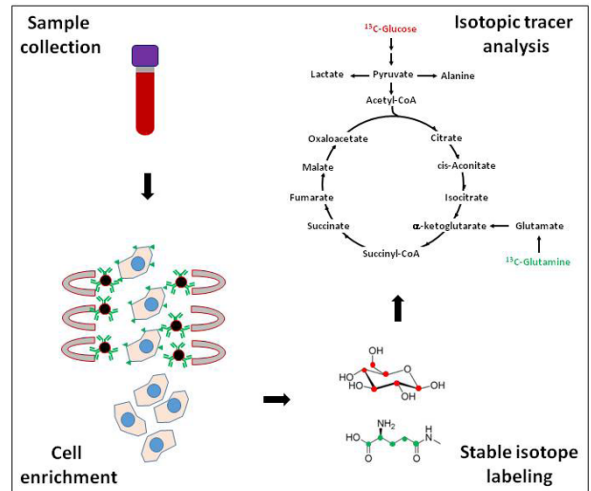 Sample
collection
Isotopic tracer
analysis
¹³C-Glucose
Lactate
Pyruvate
Alanine
Acetyl-CoA
Oxaloacetate
Citrate
Malate
cis-Aconitate
Fumarate
Isocitrate
Succinate
α-ketoglutarate
Glutamate
Succinyl-CoA
¹³C-Glutamine
OH
HO
HO
O
OH
OH
NH₂
HO
H
N
O
O
Cell
enrichment
Stable isotope
labeling